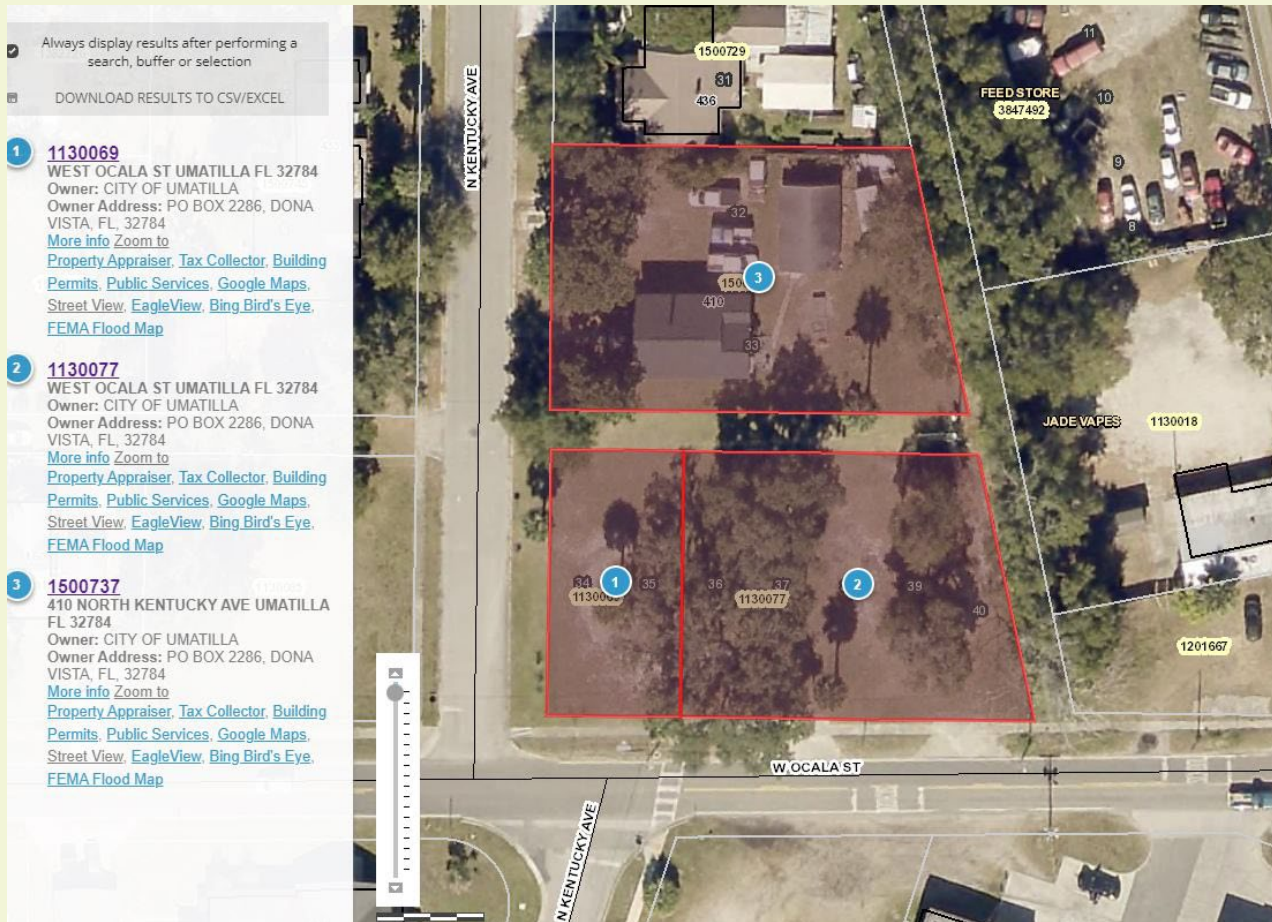 Always display results after performing a
search, buffer or selection
DOWNLOAD RESULTS TO CSV/EXCEL
1
1130069
WEST OCALA ST UMATILLA FL 32784
Owner: CITY OF UMATILLA
Owner Address: PO BOX 2286, DONA
VISTA, FL, 32784
More info Zoom to
Property Appraiser, Tax Collector, Building
Permits, Public Services, Google Maps,
Street View, EagleView, Bing Bird's Eye,
FEMA Flood Map
2
1130077
WEST OCALA ST UMATILLA FL 32784
Owner: CITY OF UMATILLA
Owner Address: PO BOX 2286, DONA
VISTA, FL, 32784
More info Zoom to
Property Appraiser, Tax Collector, Building
Permits, Public Services, Google Maps,
Street View, EagleView, Bing Bird's Eye,
FEMA Flood Map
3
1500737
410 NORTH KENTUCKY AVE UMATILLA
FL 32784
Owner: CITY OF UMATILLA
Owner Address: PO BOX 2286, DONA
VISTA, FL, 32784
More info Zoom to
Property Appraiser, Tax Collector, Building
Permits, Public Services, Google Maps,
Street View, EagleView, Bing Bird's Eye,
FEMA Flood Map
N KENTUCKY AVE
1500729
31
436
FEED STORE
3847492
11
10
9
8
32
3
410
33
JADE VAPES
1130018
34
1
35
36
37
1130077
2
39
40
1201667
W OCALA ST
N KENTUCKY AVE